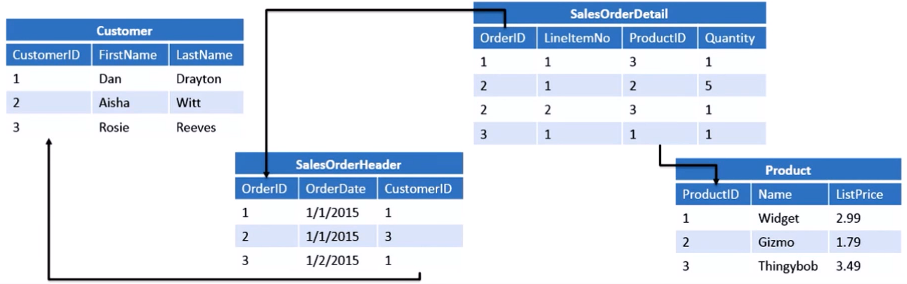 Customer
CustomerID FirstName LastName
1 Dan Drayton
2 Aisha Witt
3 Rosie Reeves
SalesOrderDetail
OrderID LineItemNo ProductID Quantity
1 1 3 1
2 1 2 5
2 2 3 1
3 1 1 1
SalesOrderHeader
OrderID OrderDate CustomerID
1 1/1/2015 1
2 1/1/2015 3
3 1/2/2015 1
Product
ProductID Name ListPrice
1 Widget 2.99
2 Gizmo 1.79
3 Thingybob 3.49